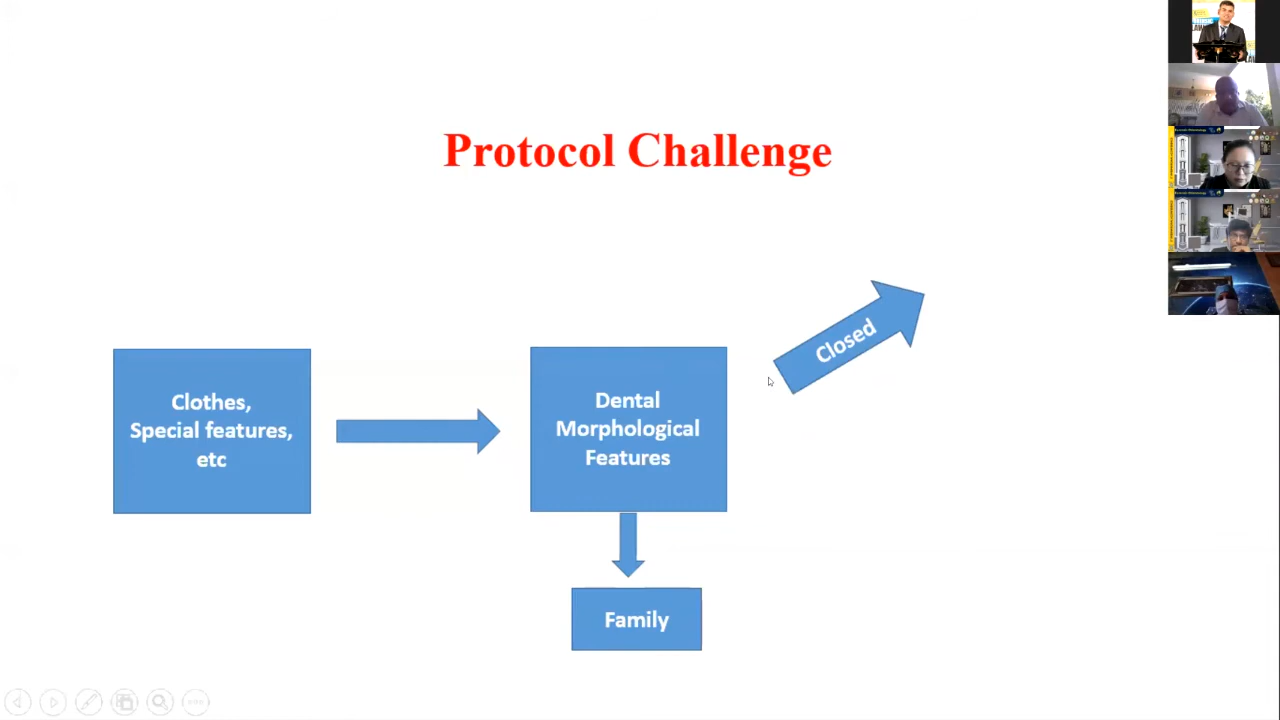 Protocol Challenge
Closed
Clothes,
Special features,
etc
Dental
Morphological
Features
Family